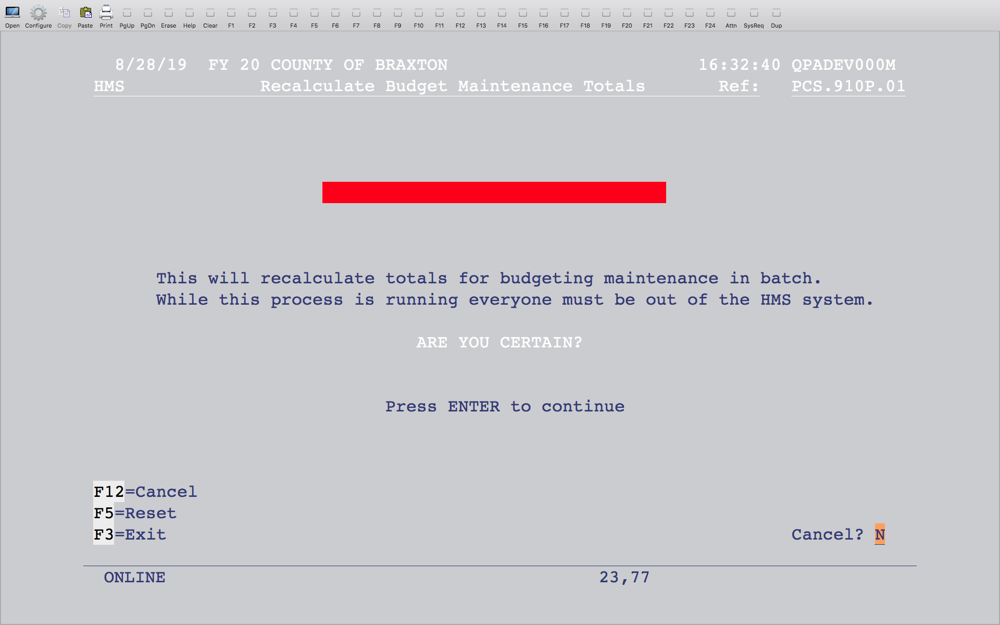 Open Configure Copy Paste Print PgUp PgDn Erase Help Clear F1 F2 F3 F4 F5 F6 F7 F8 F9 F10 F11 F12 F13 F14 F15 F16 F17 F18 F19 F20 F21 F22 F23 F24 Attn SysReq Dup
8/28/19 FY 20 COUNTY OF BRAXTON 16:32:40 QPADEV000M
HMS Recalculate Budget Maintenance Totals Ref: PCS.910P.01
This will recalculate totals for budgeting maintenance in batch.
While this process is running everyone must be out of the HMS system.
ARE YOU CERTAIN?
Press ENTER to continue
F12=Cancel
F5=Reset
F3=Exit Cancel? N
ONLINE 23,77